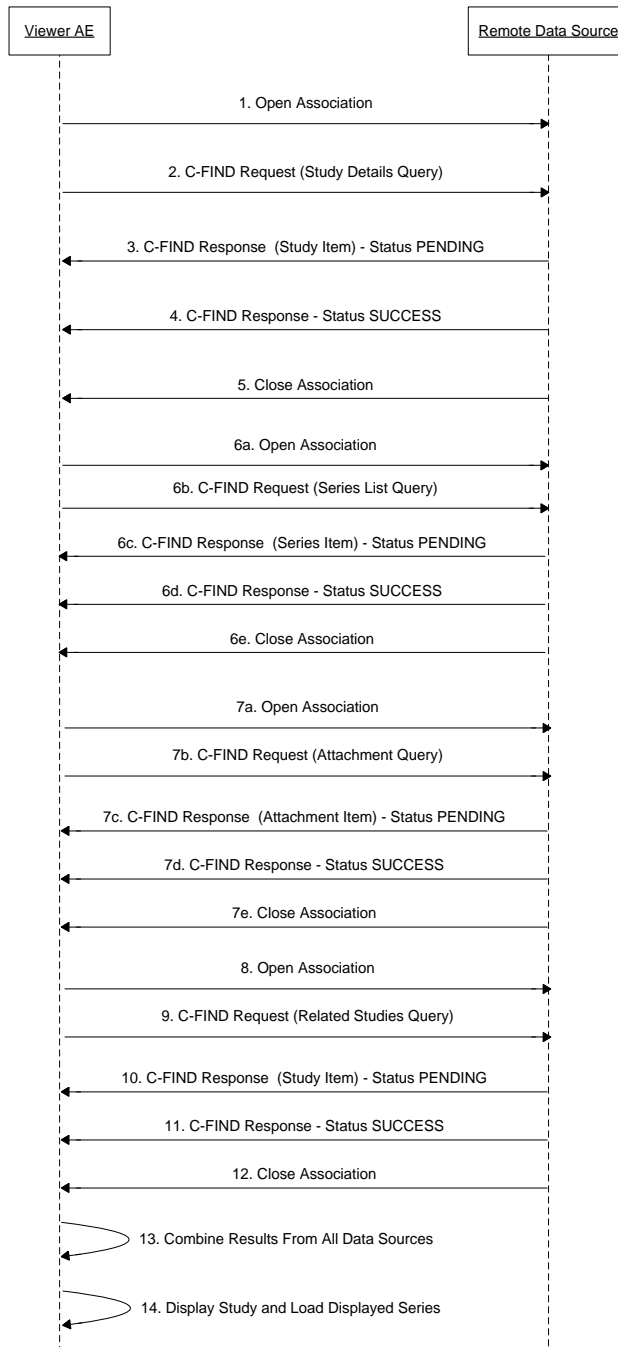 Viewer AE
Remote Data Source
1. Open Association
2. C-FIND Request (Study Details Query)
3. C-FIND Response  (Study Item) - Status PENDING
4. C-FIND Response - Status SUCCESS
5. Close Association
6a. Open Association
6b. C-FIND Request (Series List Query)
6c. C-FIND Response  (Series Item) - Status PENDING
6d. C-FIND Response - Status SUCCESS
6e. Close Association
7a. Open Association
7b. C-FIND Request (Attachment Query)
7c. C-FIND Response  (Attachment Item) - Status PENDING
7d. C-FIND Response - Status SUCCESS
7e. Close Association
8. Open Association
9. C-FIND Request (Related Studies Query)
10. C-FIND Response  (Study Item) - Status PENDING
11. C-FIND Response - Status SUCCESS
12. Close Association
13. Combine Results From All Data Sources
14. Display Study and Load Displayed Series